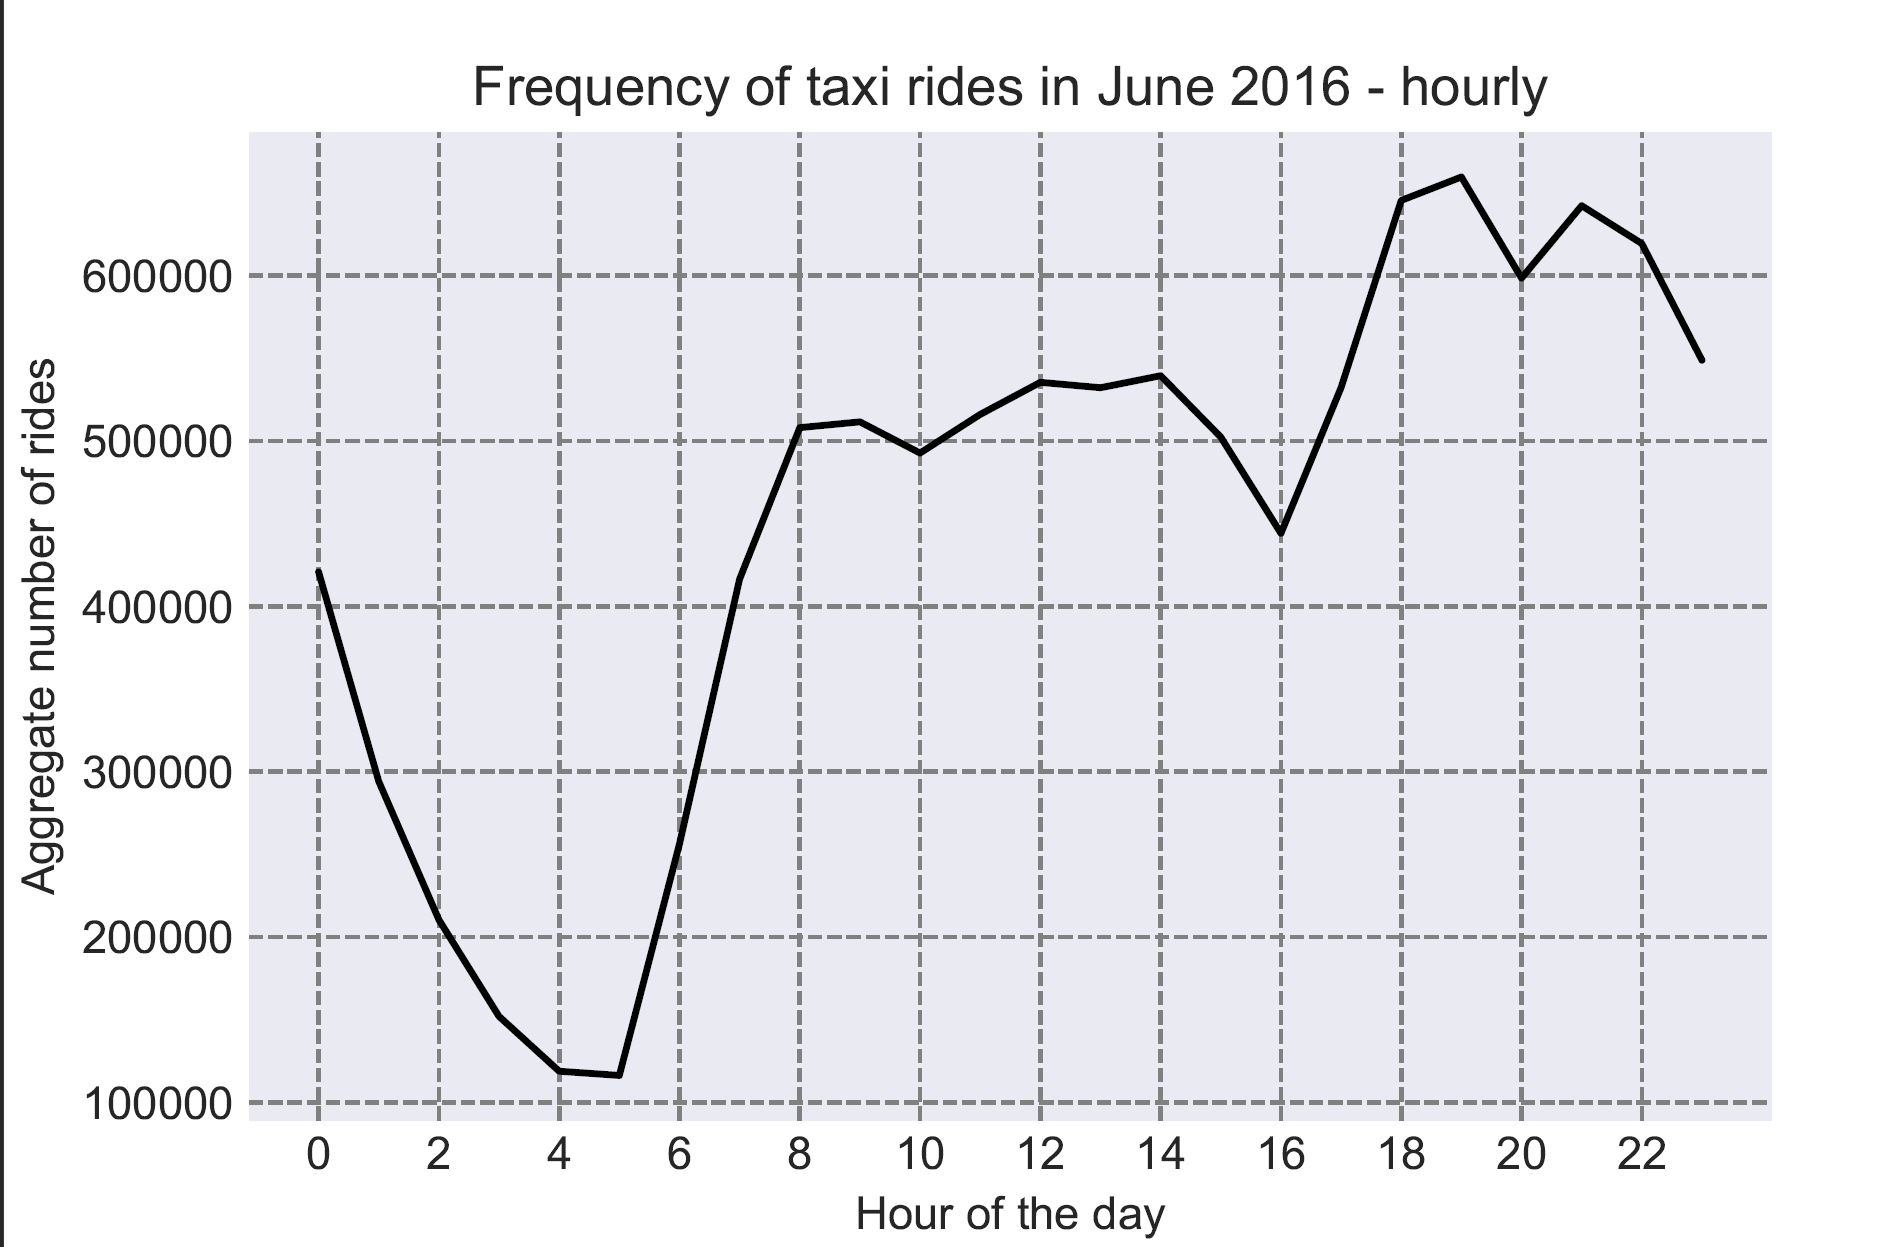 Frequency of taxi rides in June 2016 - hourly
Aggregate number of rides
600000
500000
400000
300000
200000
100000
0 2 4 6 8 10 12 14 16 18 20 22
Hour of the day